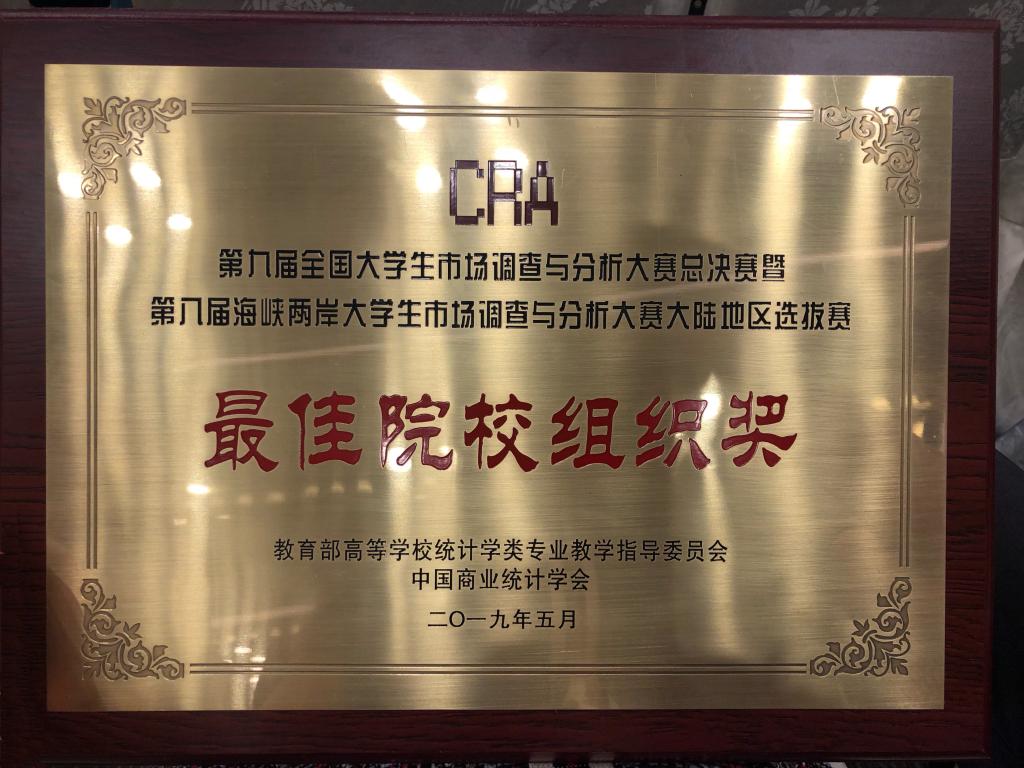 CRA
第九届全国大学生市场调查与分析大赛总决赛暨
第八届海峡两岸大学生市场调查与分析大赛大陆地区选拔赛
最佳院校组织奖
教育部高等学校统计学类专业教学指导委员会
中国商业统计学会
二〇一九年五月